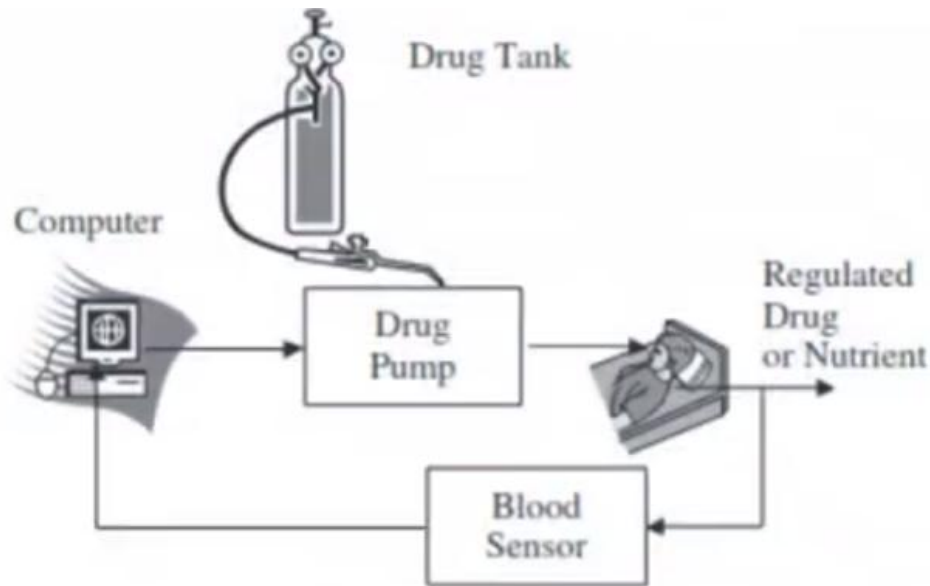 Drug Tank
Computer
Regulated
Drug
or Nutrient
Drug
Pump
Blood
Sensor